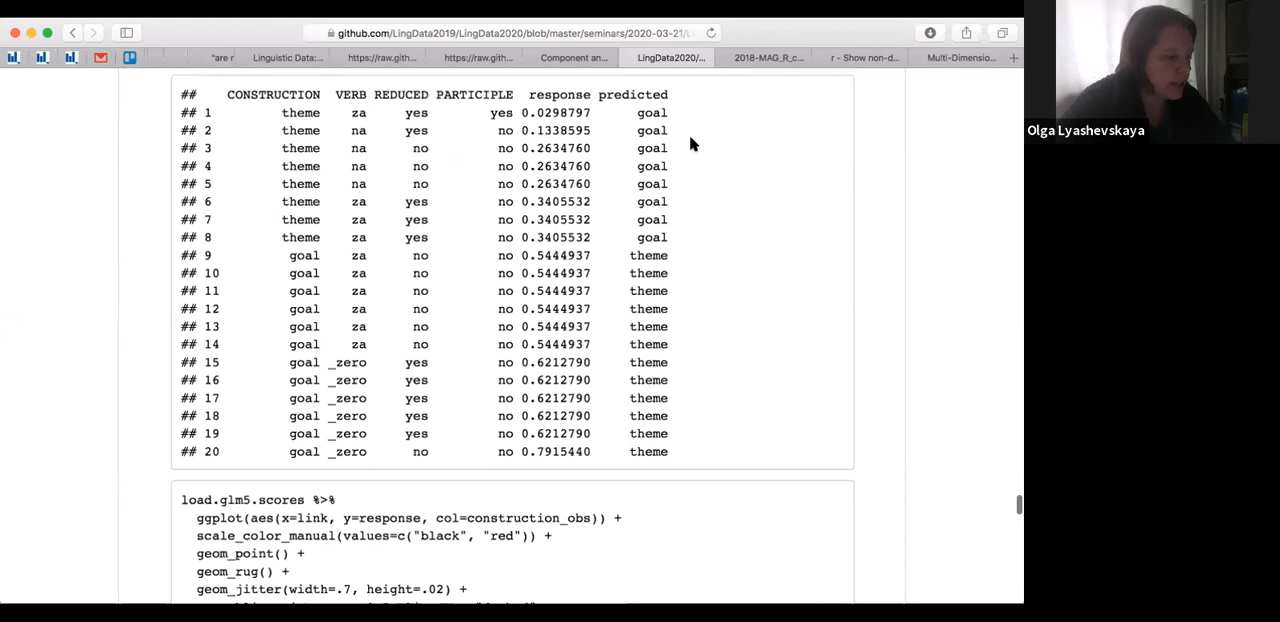 github.com/LingData2019/LingData2020/blob/master/seminars/2020-03-21/L
"are r
Linguistic Data:...
https://raw.gith...
https://raw.gith...
Component an...
LingData2020/...
2018-MAG_R_c...
r - Show non-d...
Multi-Dimensio...
Olga Lyashevskaya
## CONSTRUCTION VERB REDUCED PARTICIPLE response predicted
## 1 theme za yes yes 0.0298797 goal
## 2 theme na yes no 0.1338595 goal
## 3 theme na no no 0.2634760 goal
## 4 theme na no no 0.2634760 goal
## 5 theme na no no 0.2634760 goal
## 6 theme za yes no 0.3405532 goal
## 7 theme za yes no 0.3405532 goal
## 8 theme za yes no 0.3405532 goal
## 9 goal za no no 0.5444937 theme
## 10 goal za no no 0.5444937 theme
## 11 goal za no no 0.5444937 theme
## 12 goal za no no 0.5444937 theme
## 13 goal za no no 0.5444937 theme
## 14 goal za no no 0.5444937 theme
## 15 goal _zero yes no 0.6212790 theme
## 16 goal _zero yes no 0.6212790 theme
## 17 goal _zero yes no 0.6212790 theme
## 18 goal _zero yes no 0.6212790 theme
## 19 goal _zero yes no 0.6212790 theme
## 20 goal _zero no no 0.7915440 theme
load.glm5.scores %>%
ggplot(aes(x=link, y=response, col=construction_obs)) +
scale_color_manual(values=c("black", "red")) +
geom_point() +
geom_rug() +
geom_jitter(width=.7, height=.02) +